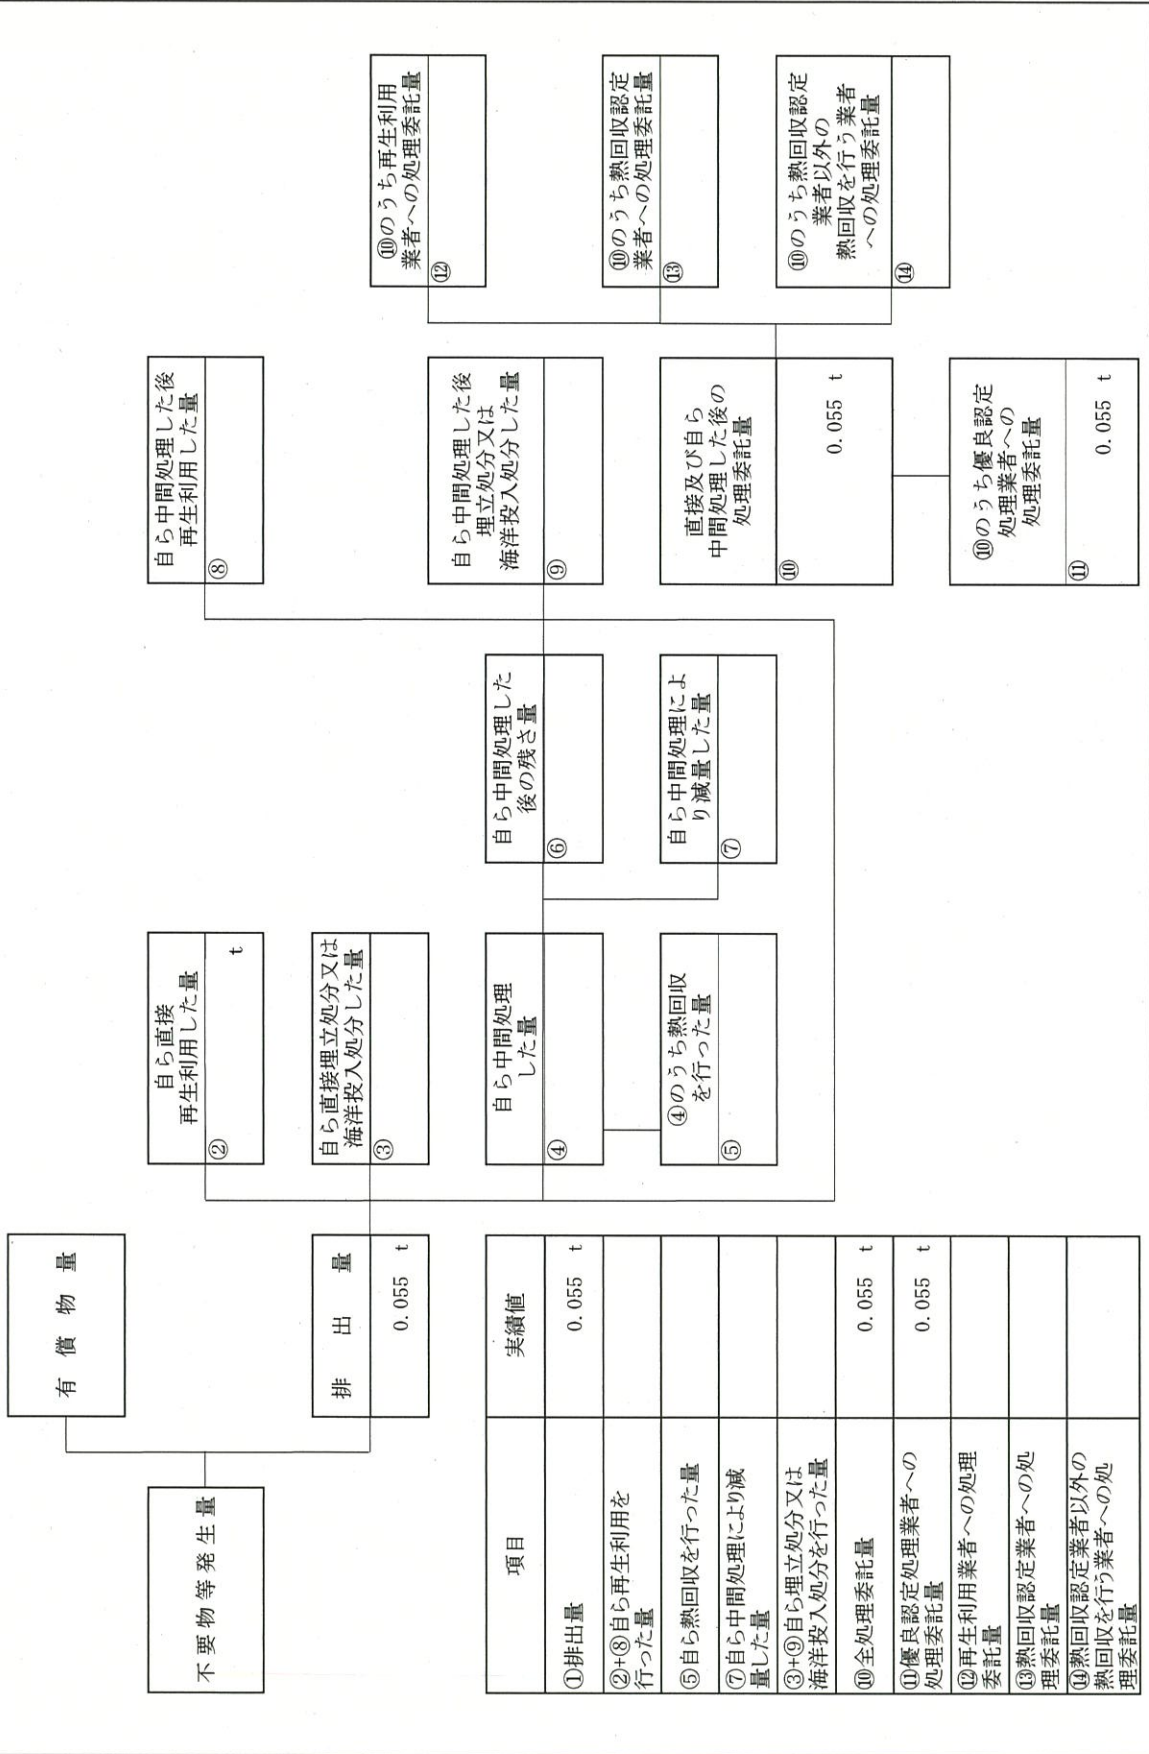 不要物等発生量
有償物量
排出量
0.055 t
自ら直接
再生利用した量
②
t
自ら直接埋立処分又は
海洋投入処分した量
③
自ら中間処理
した量
④
④のうち熱回収
を行った量
⑤
自ら中間処理した
後の残さ量
⑥
自ら中間処理によ
り減量した量
⑦
自ら中間処理した後
再生利用した量
⑧
自ら中間処理した後
埋立処分又は
海洋投入処分した量
⑨
直接及び自ら
中間処理した後の
処理委託量
⑩
0.055 t
⑩のうち優良認定
処理業者への
処理委託量
⑪
0.055 t
⑩のうち再生利用
業者への処理委託量
⑫
⑩のうち熱回収認定
業者への処理委託量
⑬
⑩のうち熱回収認定
業者以外の
熱回収を行う業者
への処理委託量
⑭
項目 実績値
①排出量 0.055 t
②+⑧自ら再生利用を
行った量
⑤自ら熱回収を行った量
⑦自ら中間処理により減
量した量
③+⑨自ら埋立処分又は
海洋投入処分を行った量
⑩全処理委託量 0.055 t
⑪優良認定処理業者への
処理委託量 0.055 t
⑫再生利用業者への処理
委託量
⑬熱回収認定業者への処
理委託量
⑭熱回収認定業者以外の
熱回収を行う業者への処
理委託量